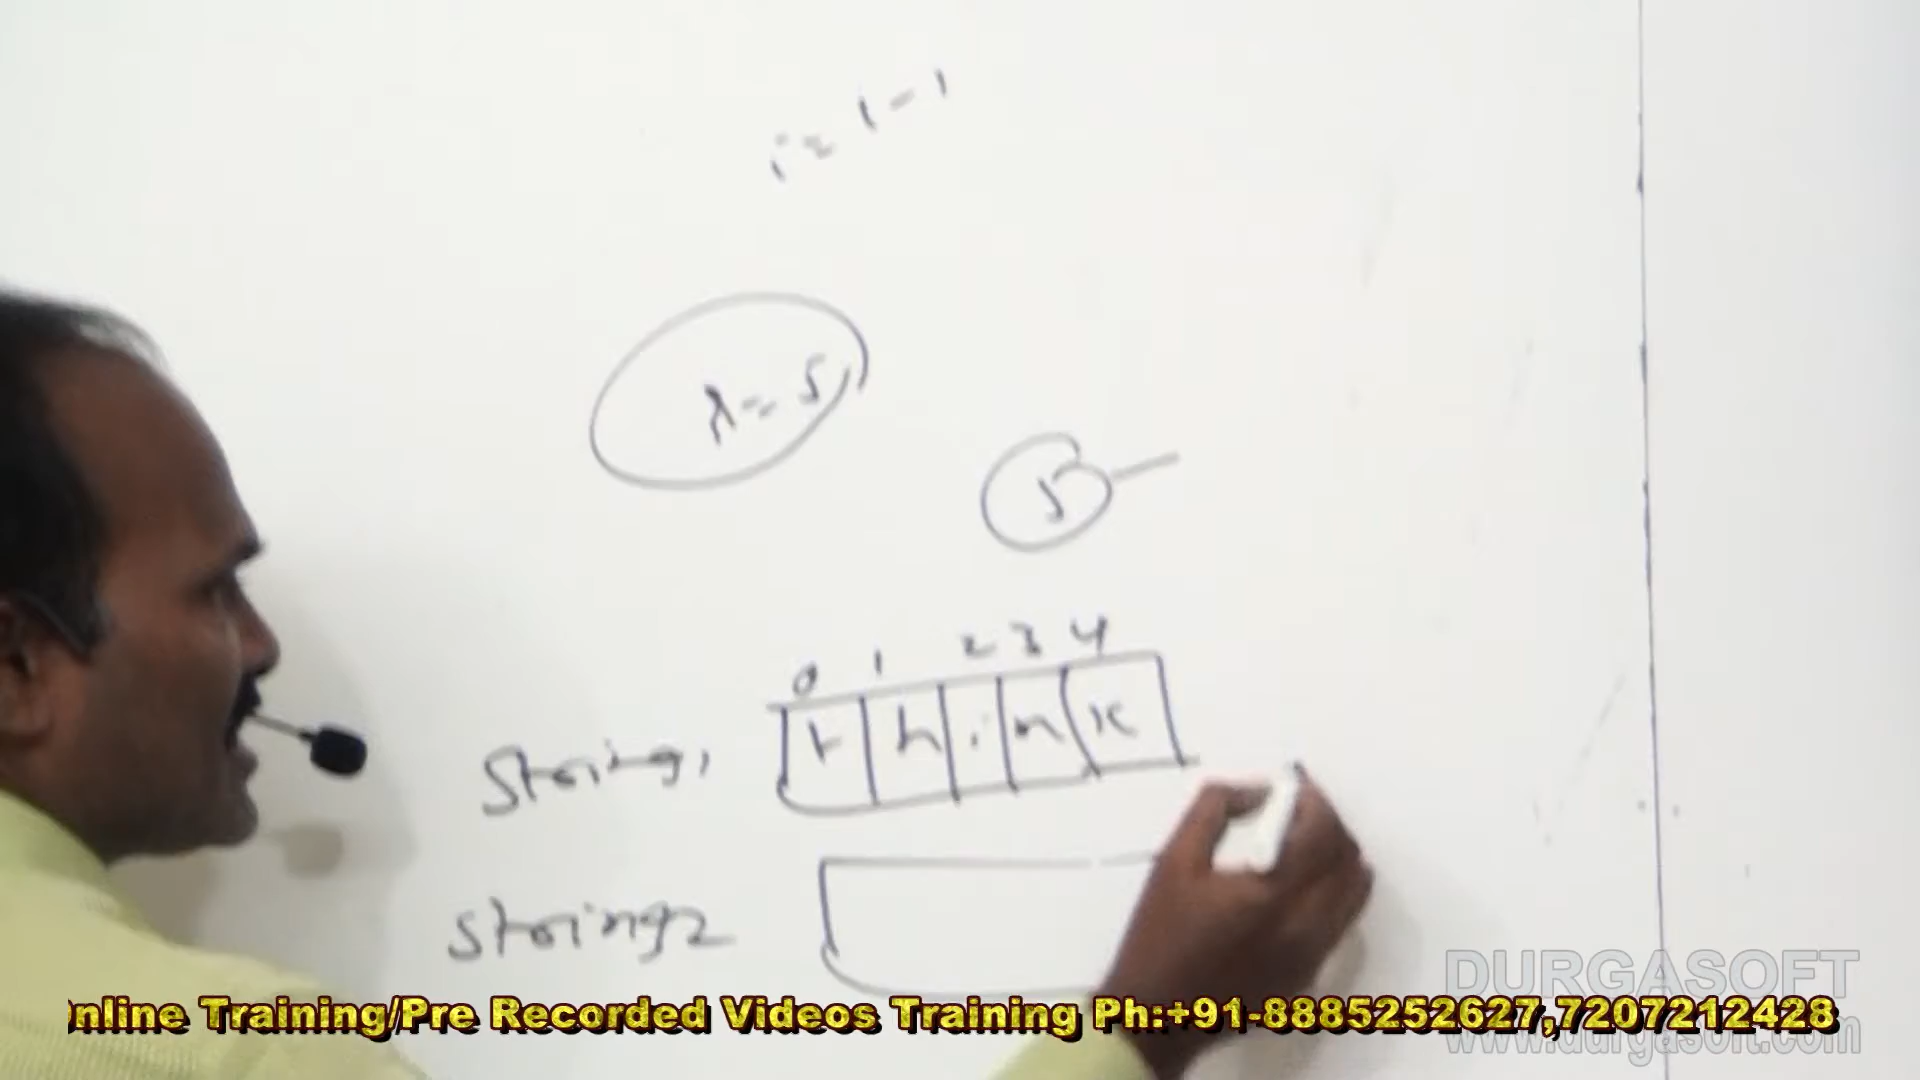 i = 1 - 1
λ = 5
5
0 1 2 3 4
String1 t h i n k
String2
DURGASOFT
nline Training/Pre Recorded Videos Training Ph:+91-8885252627,7207212428
www.durgasoft.com